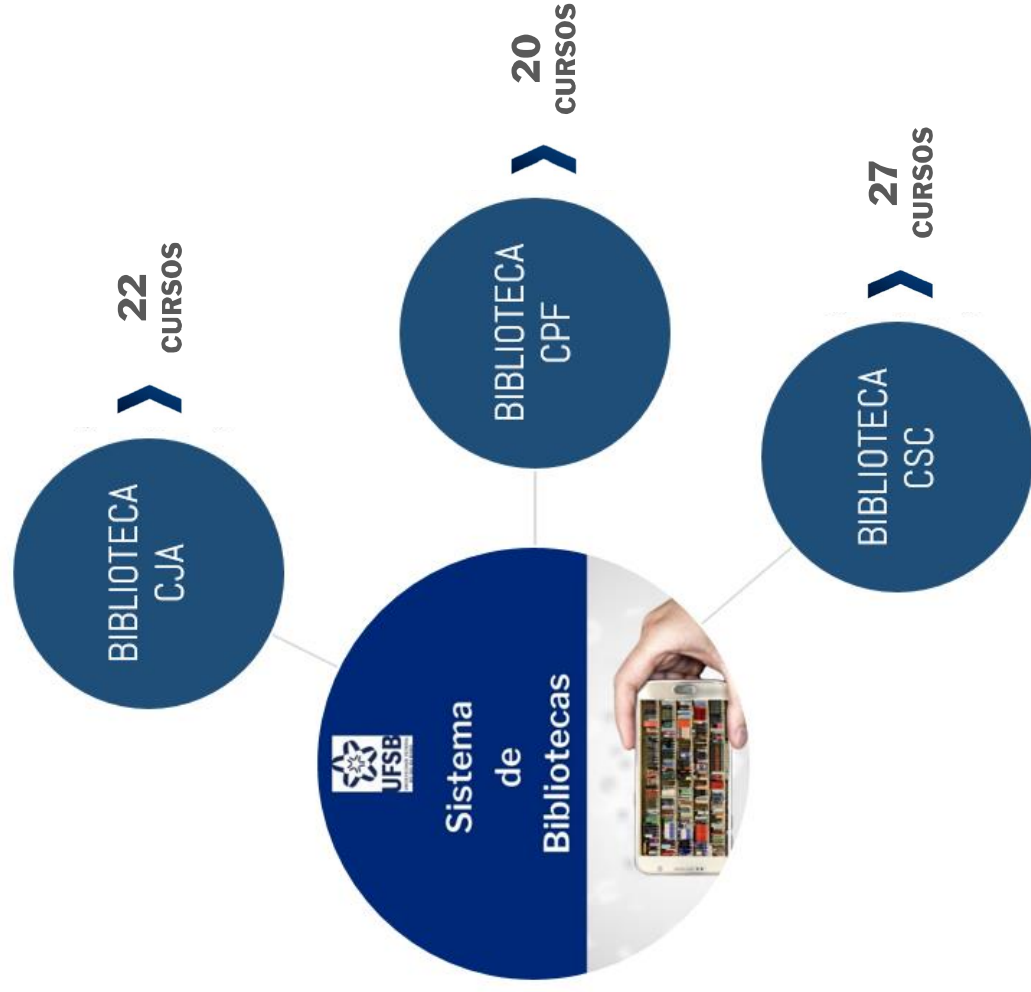 UFSB
Sistema
de
Bibliotecas
BIBLIOTECA
CJA
22
CURSOS
BIBLIOTECA
CPF
20
CURSOS
BIBLIOTECA
CSC
27
CURSOS